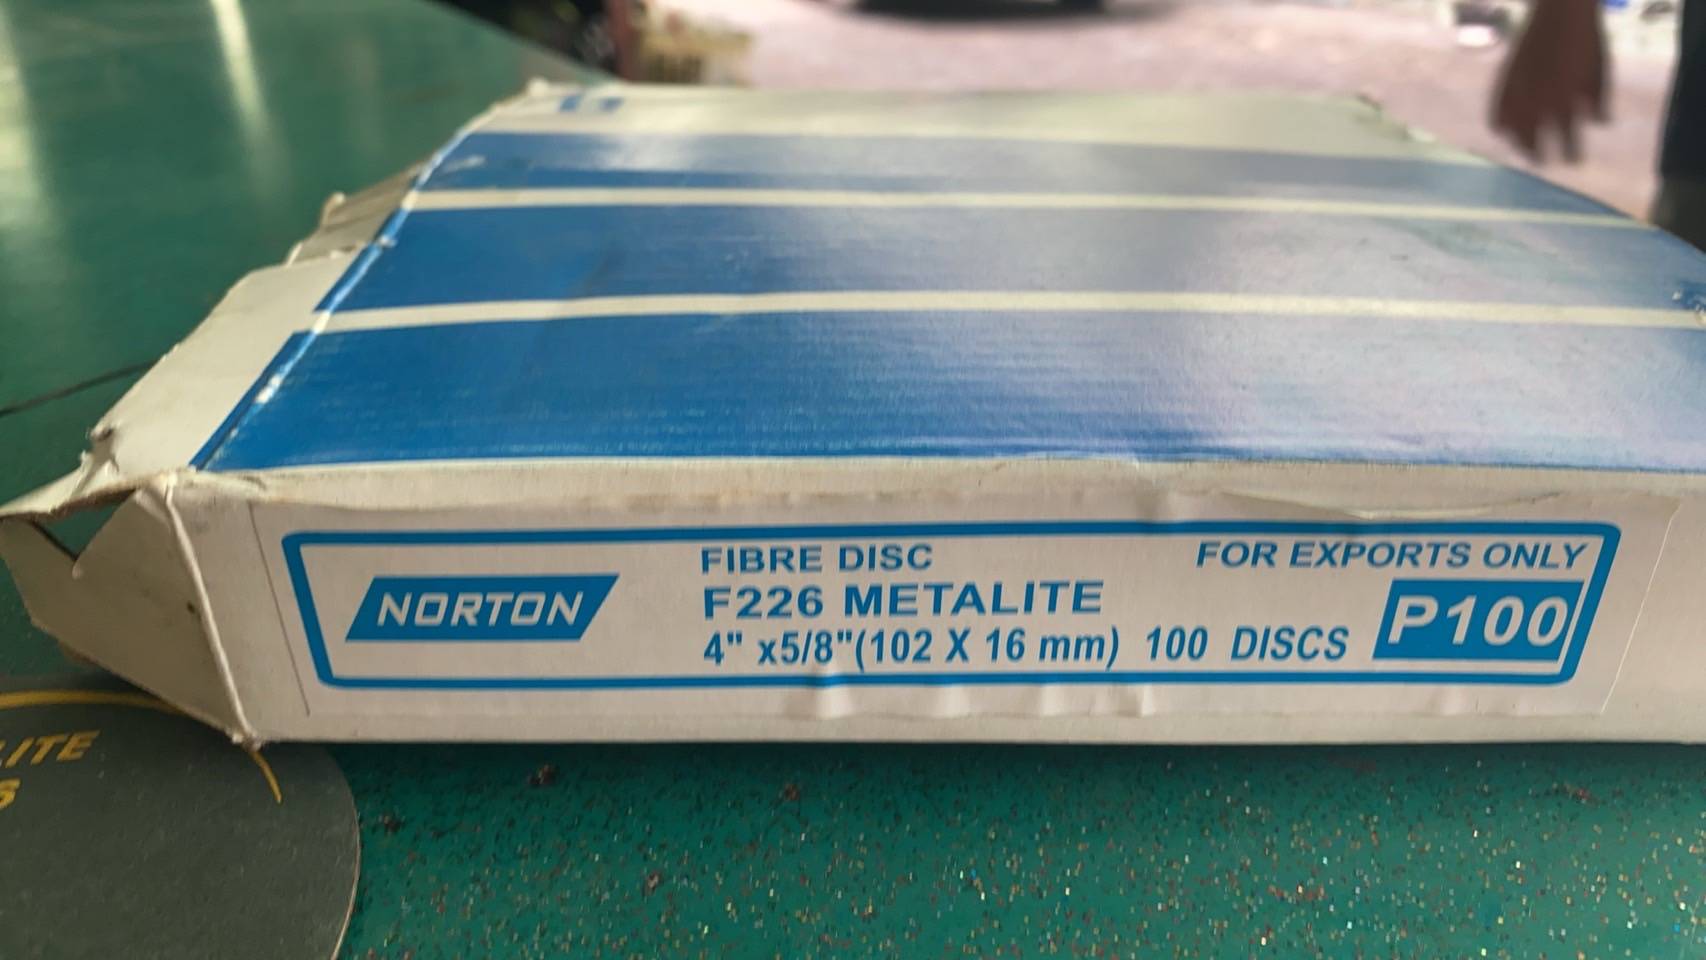 NORTON
FIBRE DISC
FOR EXPORTS ONLY
F226 METALITE
4" x5/8"(102 X 16 mm) 100 DISCS
P100